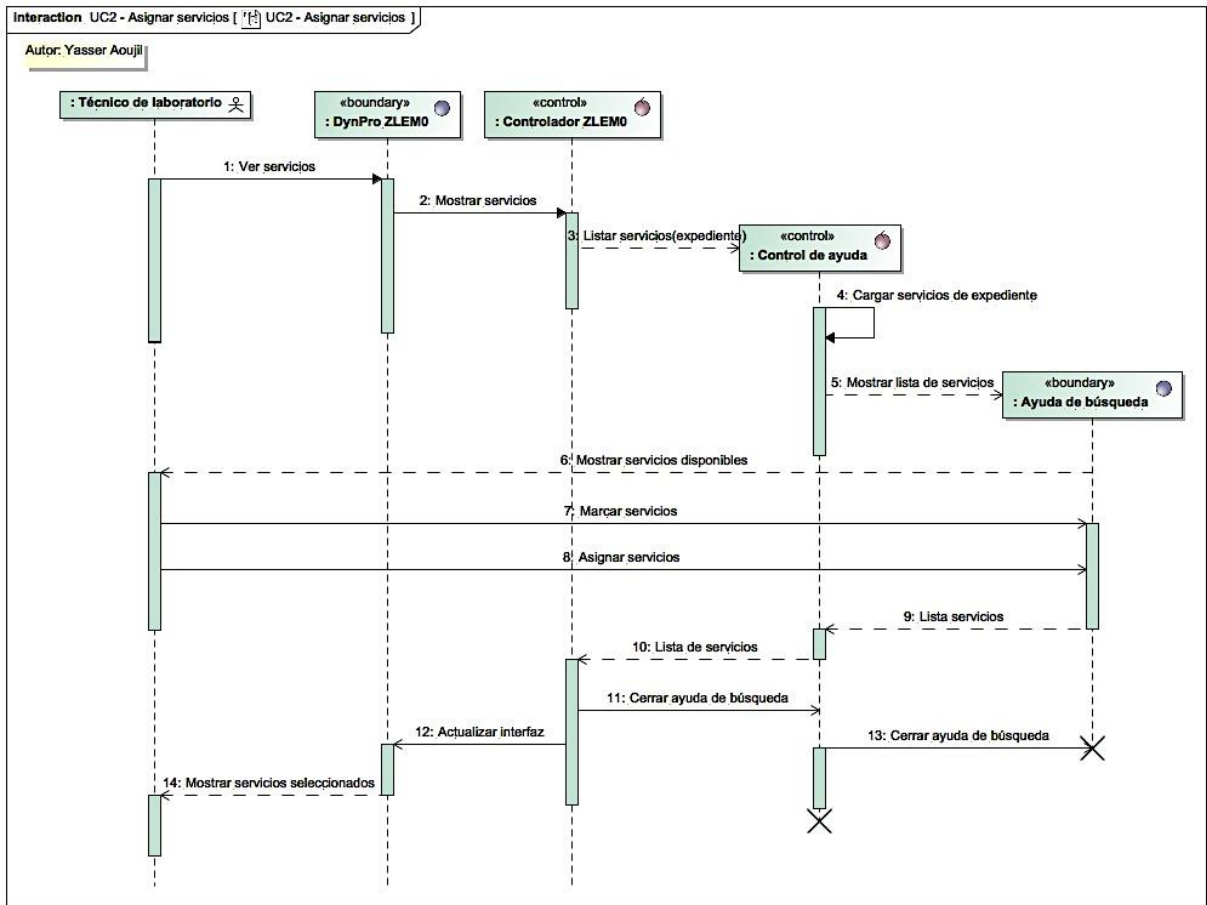 Interaction UC2 - Asignar servicios [ UC2 - Asignar servicios ]
Autor: Yasser Aoujil
: Técnico de laboratorio
«boundary»
: DynPro ZLEM0
«control»
: Controlador ZLEM0
1: Ver servicios
2: Mostrar servicios
3: Listar servicios(expediente)
«control»
: Control de ayuda
4: Cargar servicios de expediente
5: Mostrar lista de servicios
«boundary»
: Ayuda de búsqueda
6: Mostrar servicios disponibles
7: Marcar servicios
8: Asignar servicios
9: Lista servicios
10: Lista de servicios
11: Cerrar ayuda de búsqueda
12: Actualizar interfaz
13: Cerrar ayuda de búsqueda
14: Mostrar servicios seleccionados